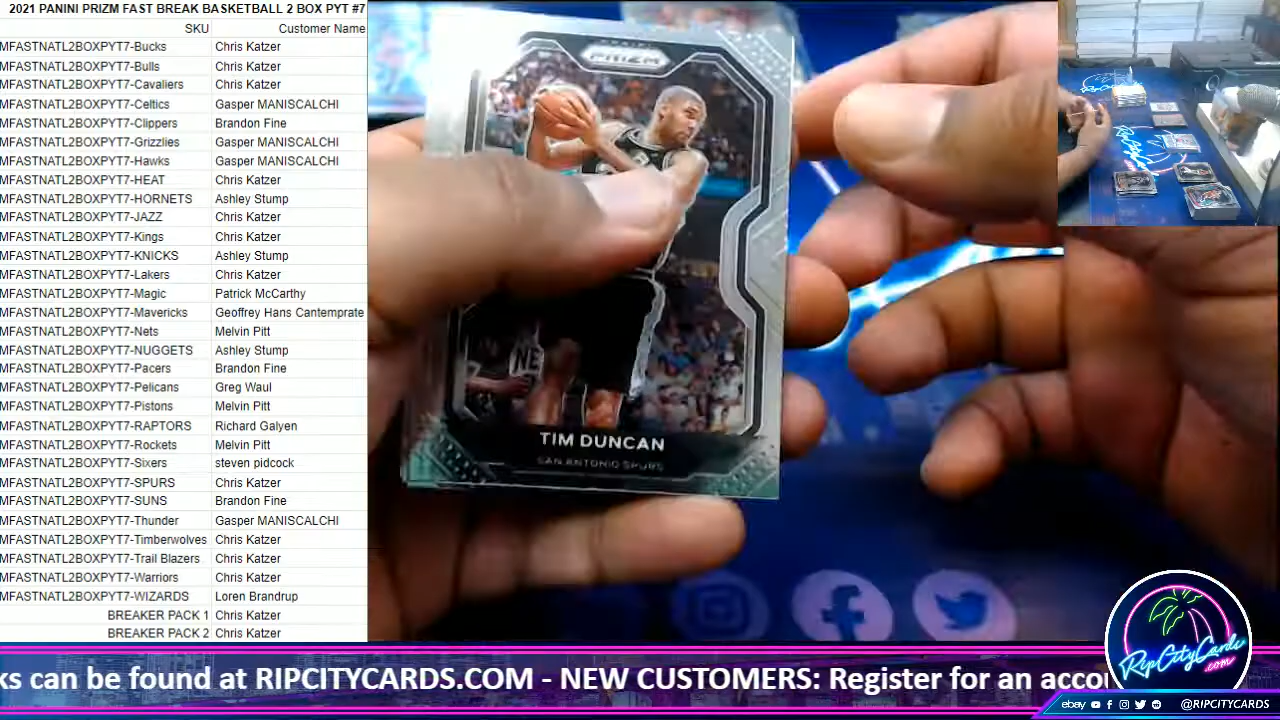 2021 PANINI PRIZM FAST BREAK BASKETBALL 2 BOX PYT #7
SKU Customer Name
MFASTNATL2BOXPYT7-Bucks Chris Katzer
MFASTNATL2BOXPYT7-Bulls Chris Katzer
MFASTNATL2BOXPYT7-Cavaliers Chris Katzer
MFASTNATL2BOXPYT7-Celtics Gasper MANISCALCHI
MFASTNATL2BOXPYT7-Clippers Brandon Fine
MFASTNATL2BOXPYT7-Grizzlies Gasper MANISCALCHI
MFASTNATL2BOXPYT7-Hawks Gasper MANISCALCHI
MFASTNATL2BOXPYT7-HEAT Chris Katzer
MFASTNATL2BOXPYT7-HORNETS Ashley Stump
MFASTNATL2BOXPYT7-JAZZ Chris Katzer
MFASTNATL2BOXPYT7-Kings Chris Katzer
MFASTNATL2BOXPYT7-KNICKS Ashley Stump
MFASTNATL2BOXPYT7-Lakers Chris Katzer
MFASTNATL2BOXPYT7-Magic Patrick McCarthy
MFASTNATL2BOXPYT7-Mavericks Geoffrey Hans Cantemprate
MFASTNATL2BOXPYT7-Nets Melvin Pitt
MFASTNATL2BOXPYT7-NUGGETS Ashley Stump
MFASTNATL2BOXPYT7-Pacers Brandon Fine
MFASTNATL2BOXPYT7-Pelicans Greg Waul
MFASTNATL2BOXPYT7-Pistons Melvin Pitt
MFASTNATL2BOXPYT7-RAPTORS Richard Galyen
MFASTNATL2BOXPYT7-Rockets Melvin Pitt
MFASTNATL2BOXPYT7-Sixers steven pidcock
MFASTNATL2BOXPYT7-SPURS Chris Katzer
MFASTNATL2BOXPYT7-SUNS Brandon Fine
MFASTNATL2BOXPYT7-Thunder Gasper MANISCALCHI
MFASTNATL2BOXPYT7-Timberwolves Chris Katzer
MFASTNATL2BOXPYT7-Trail Blazers Chris Katzer
MFASTNATL2BOXPYT7-Warriors Chris Katzer
MFASTNATL2BOXPYT7-WIZARDS Loren Brandrup
BREAKER PACK 1 Chris Katzer
BREAKER PACK 2 Chris Katzer
PANINI
PRIZM
NE
TIM DUNCAN
SAN ANTONIO SPURS
RipCityCards
.com
ks can be found at RIPCITYCARDS.COM - NEW CUSTOMERS: Register for an accou
ebay @RIPCITYCARDS